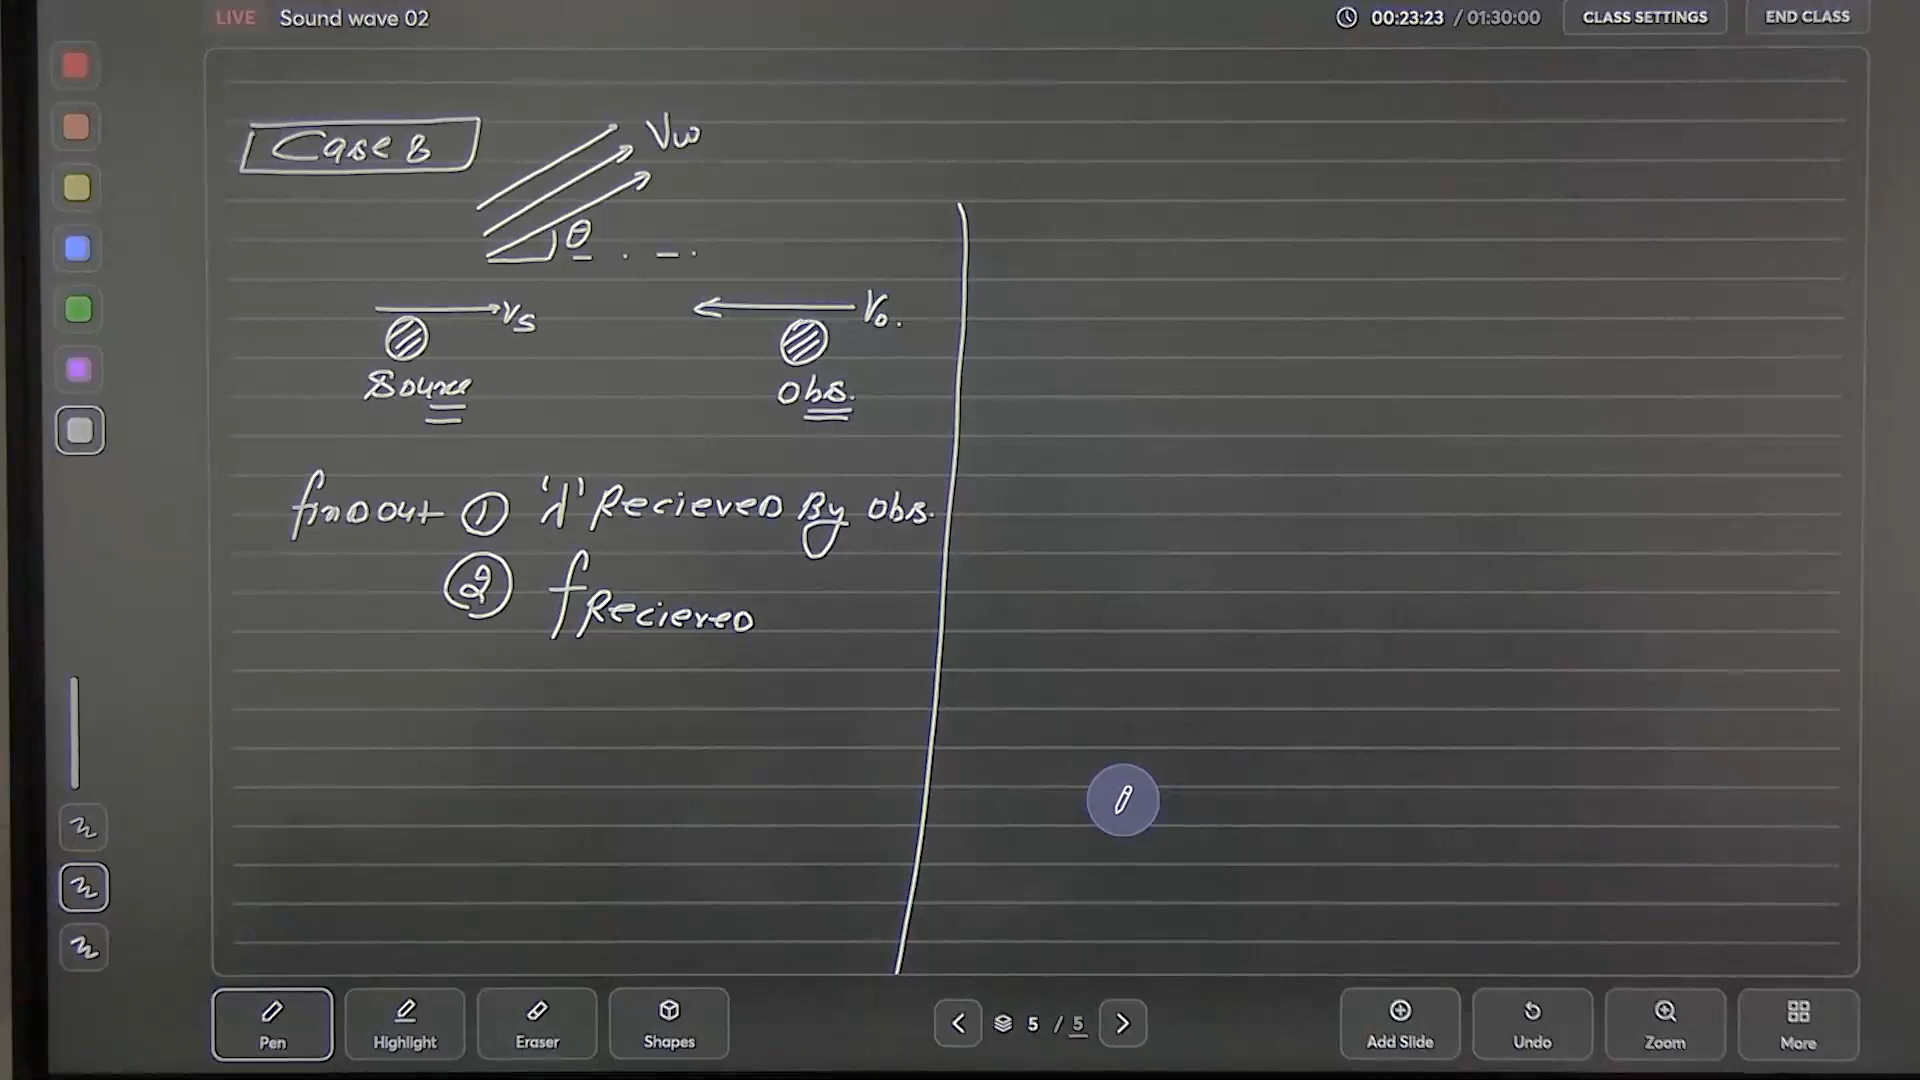 LIVE Sound wave 02 00:23:23 / 01:30:00 CLASS SETTINGS END CLASS
Case 8
Vw
θ
Vs
Vo.
Source
Obs.
find out ① 'λ' Recieved By Obs.
② f Recieved
Pen Highlight Eraser Shapes 5 / 5 Add Slide Undo Zoom More